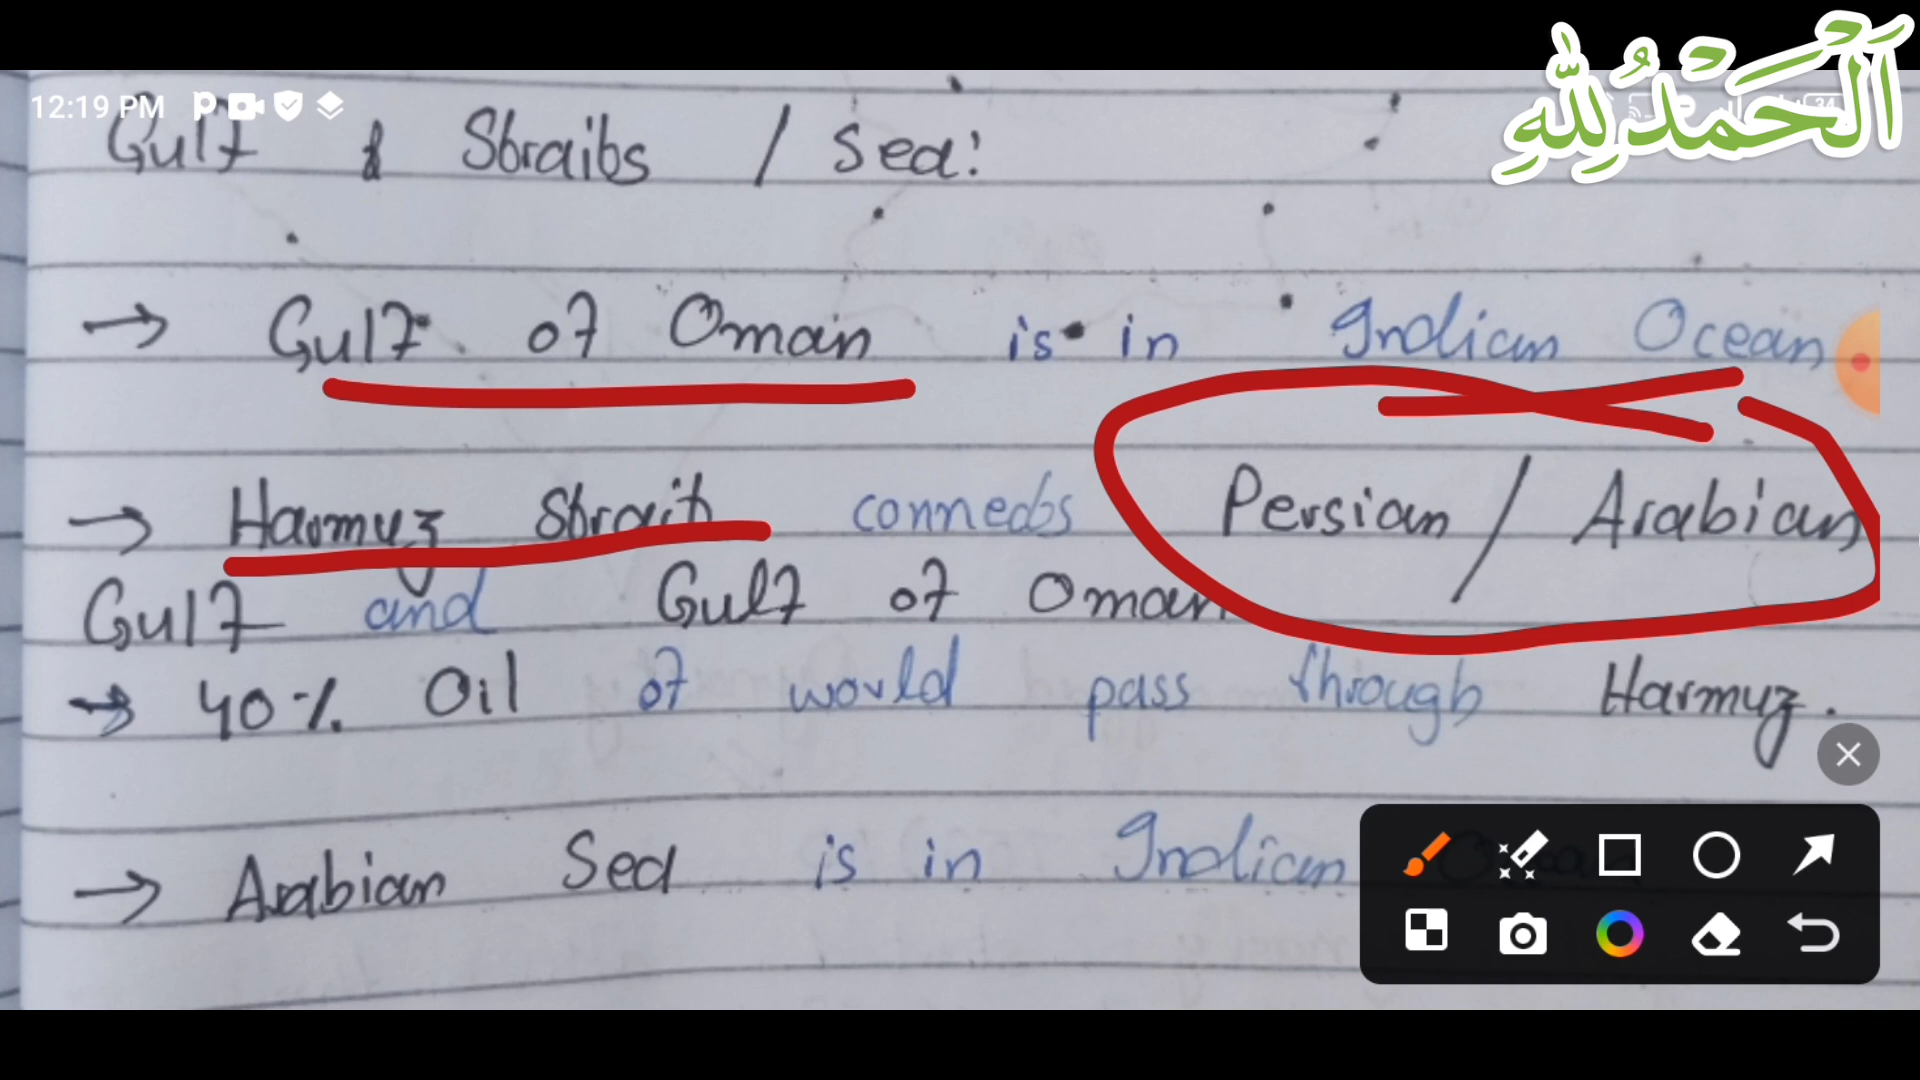 12:19 PM
اَلْحَمْدُ لِلّٰهِ
34
Gulf & Straits / Sea:
→ Gulf of Oman is in Indian Ocean
→ Harmuz Strait connects Persian / Arabian
Gulf and Gulf of Oman
→ 40% Oil of world pass through Harmuz.
→ Arabian Sea is in Indian